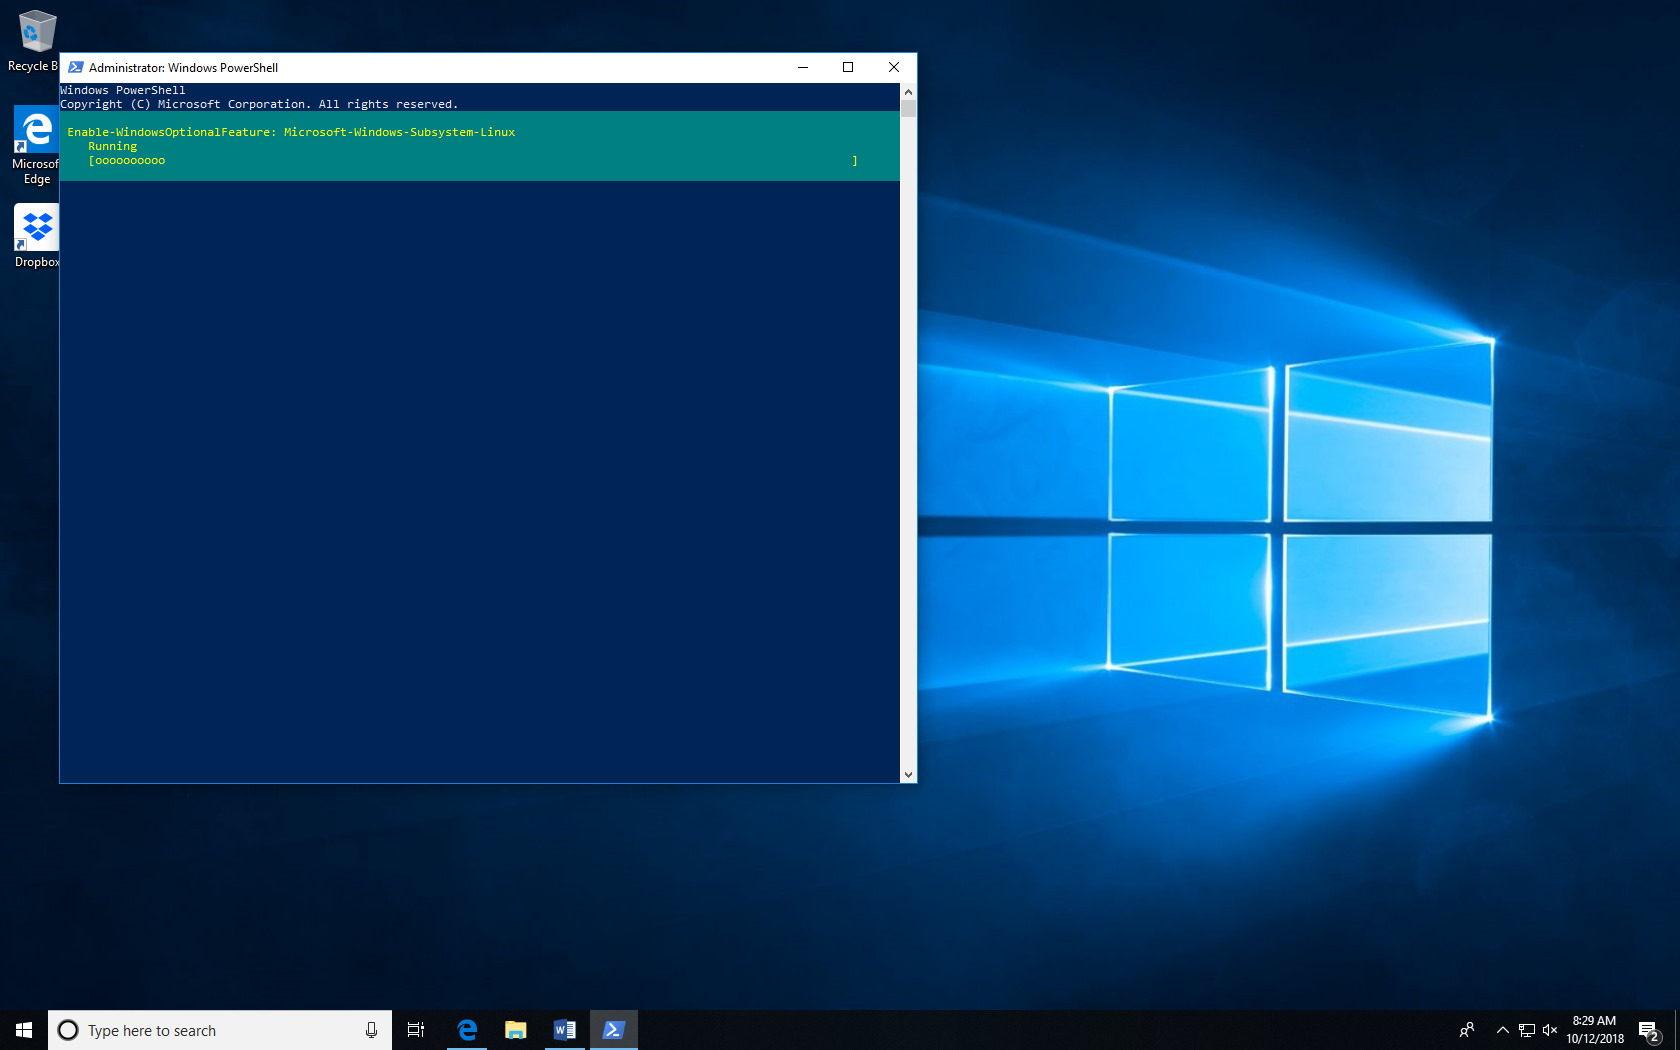 Recycle B
Microsof
Edge
Dropbox
Administrator: Windows PowerShell
Windows PowerShell
Copyright (C) Microsoft Corporation. All rights reserved.
Enable-WindowsOptionalFeature: Microsoft-Windows-Subsystem-Linux
Running
[oooooooooo ]
Type here to search
8:29 AM
10/12/2018
2